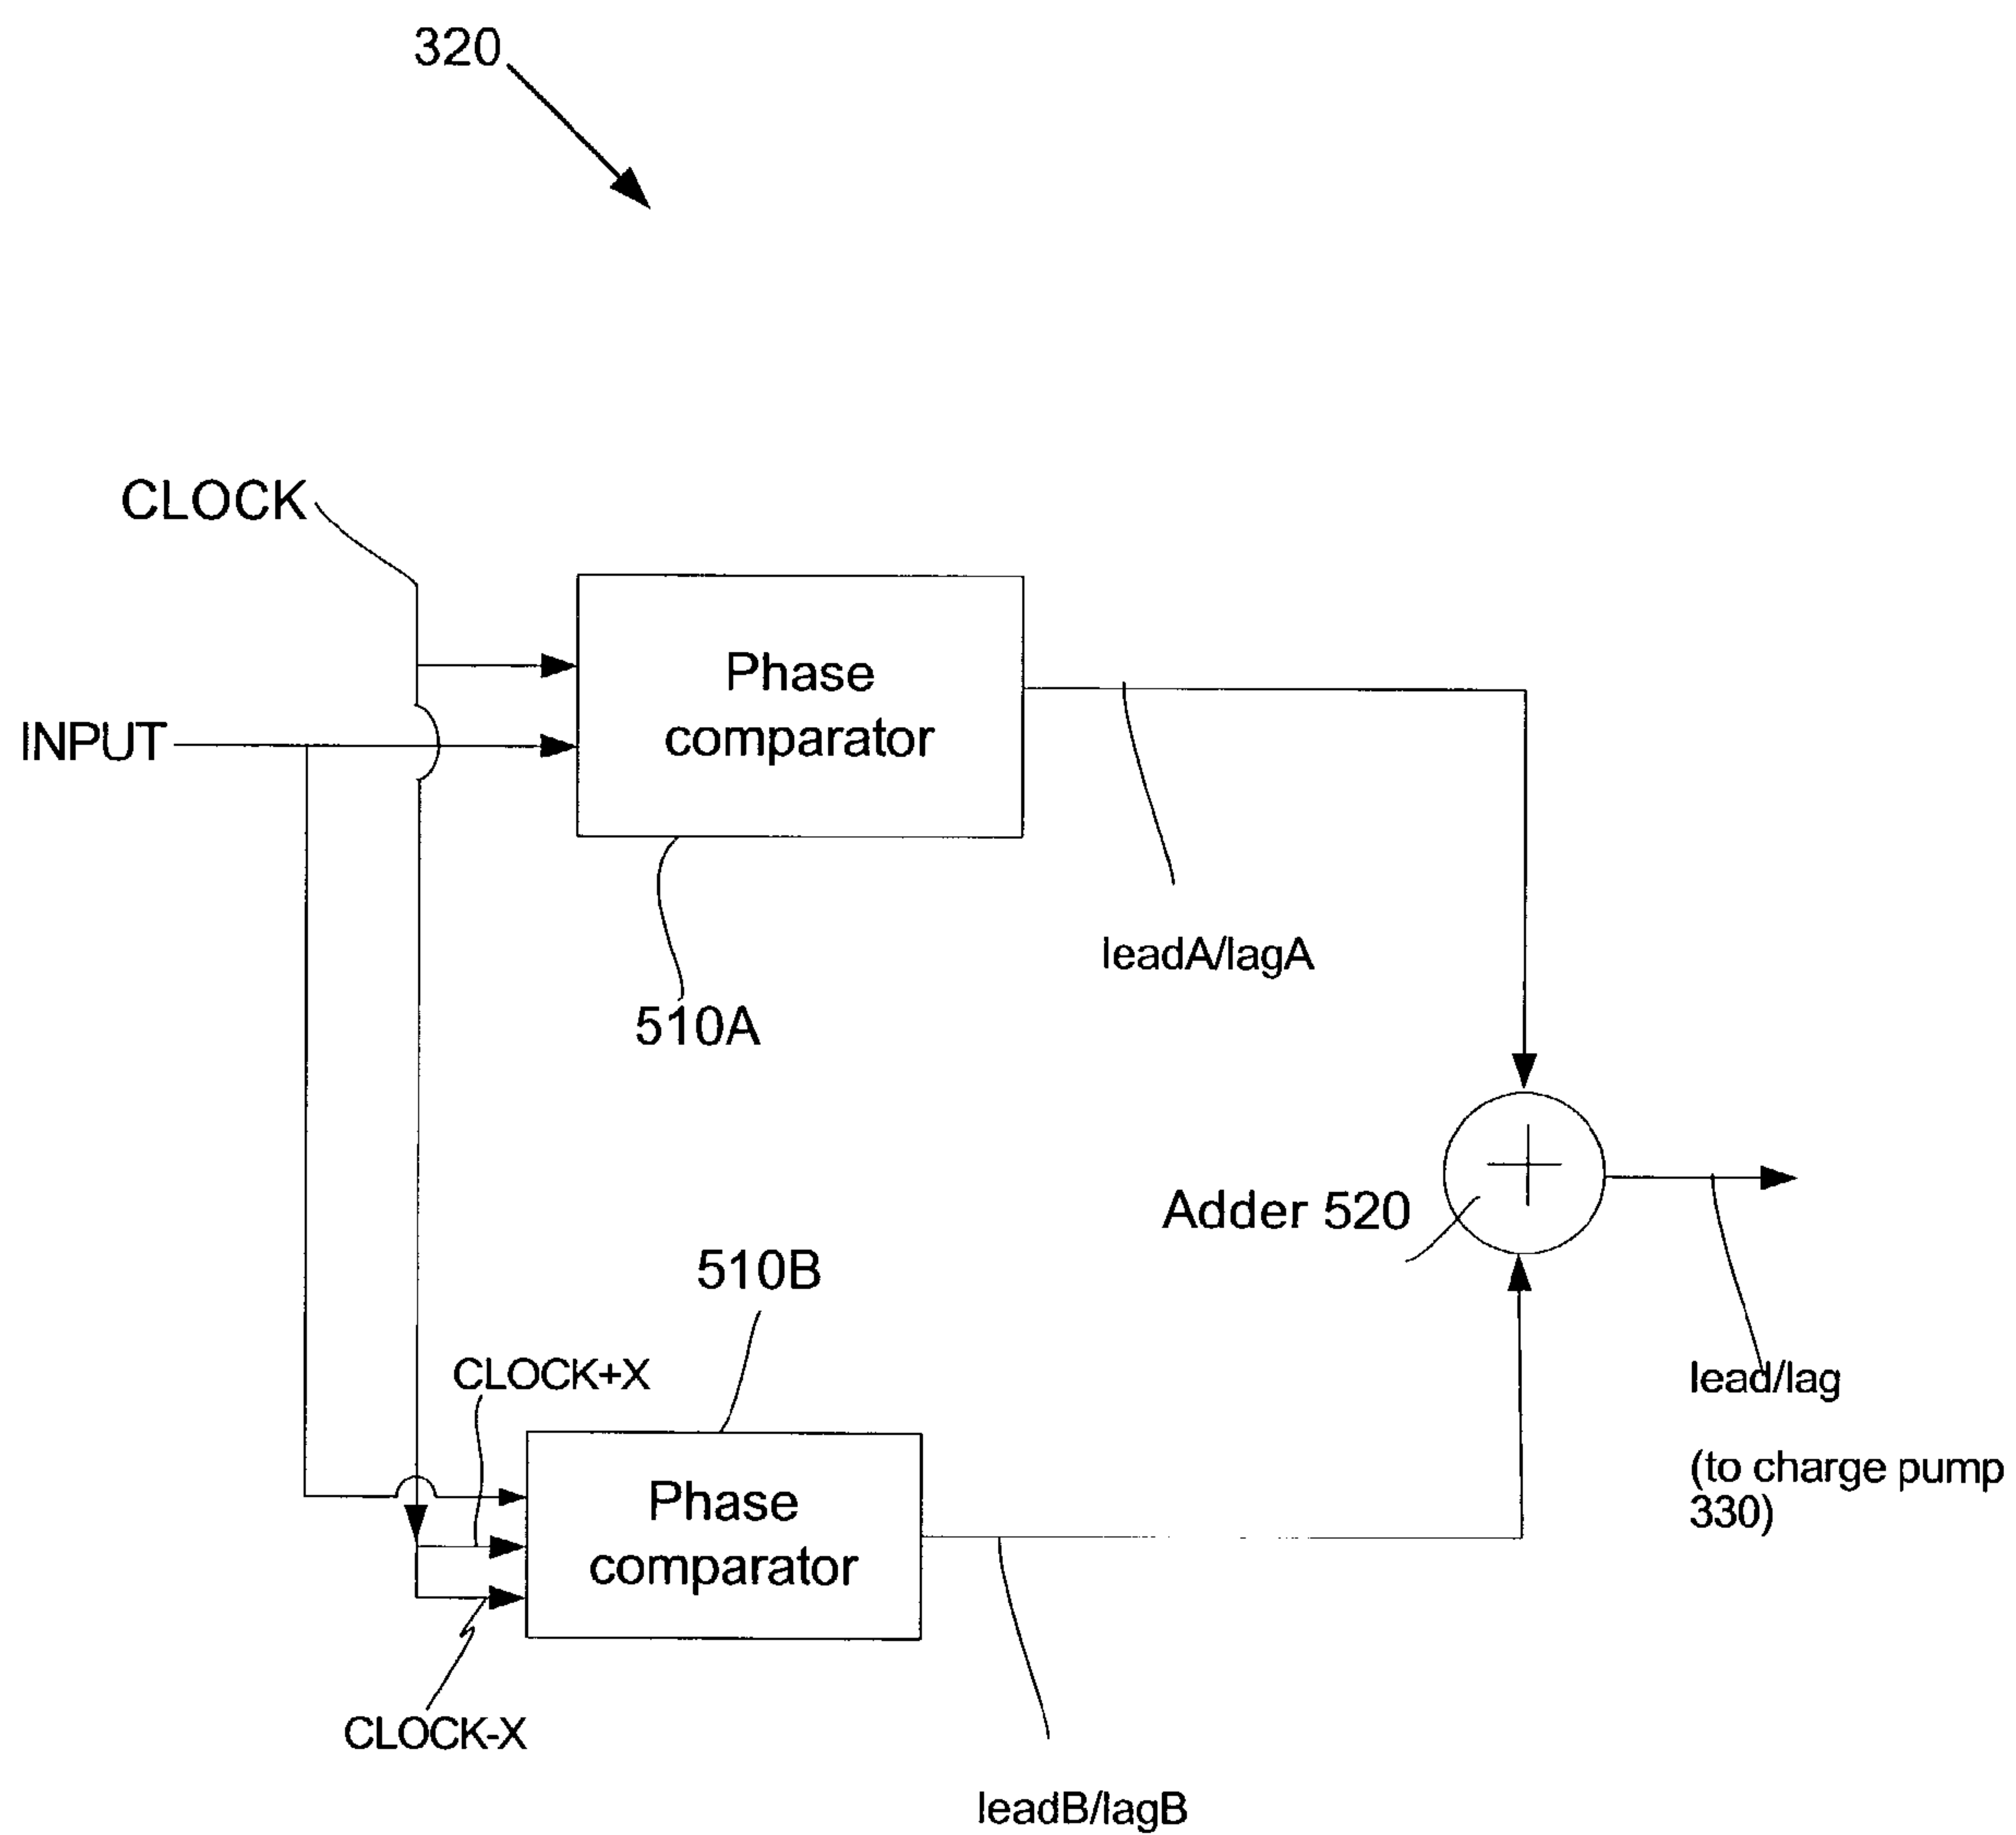 320
CLOCK
INPUT
Phase
comparator
leadA/lagA
510A
Adder 520
510B
CLOCK+X
lead/lag
(to charge pump
330)
Phase
comparator
CLOCK-X
leadB/lagB